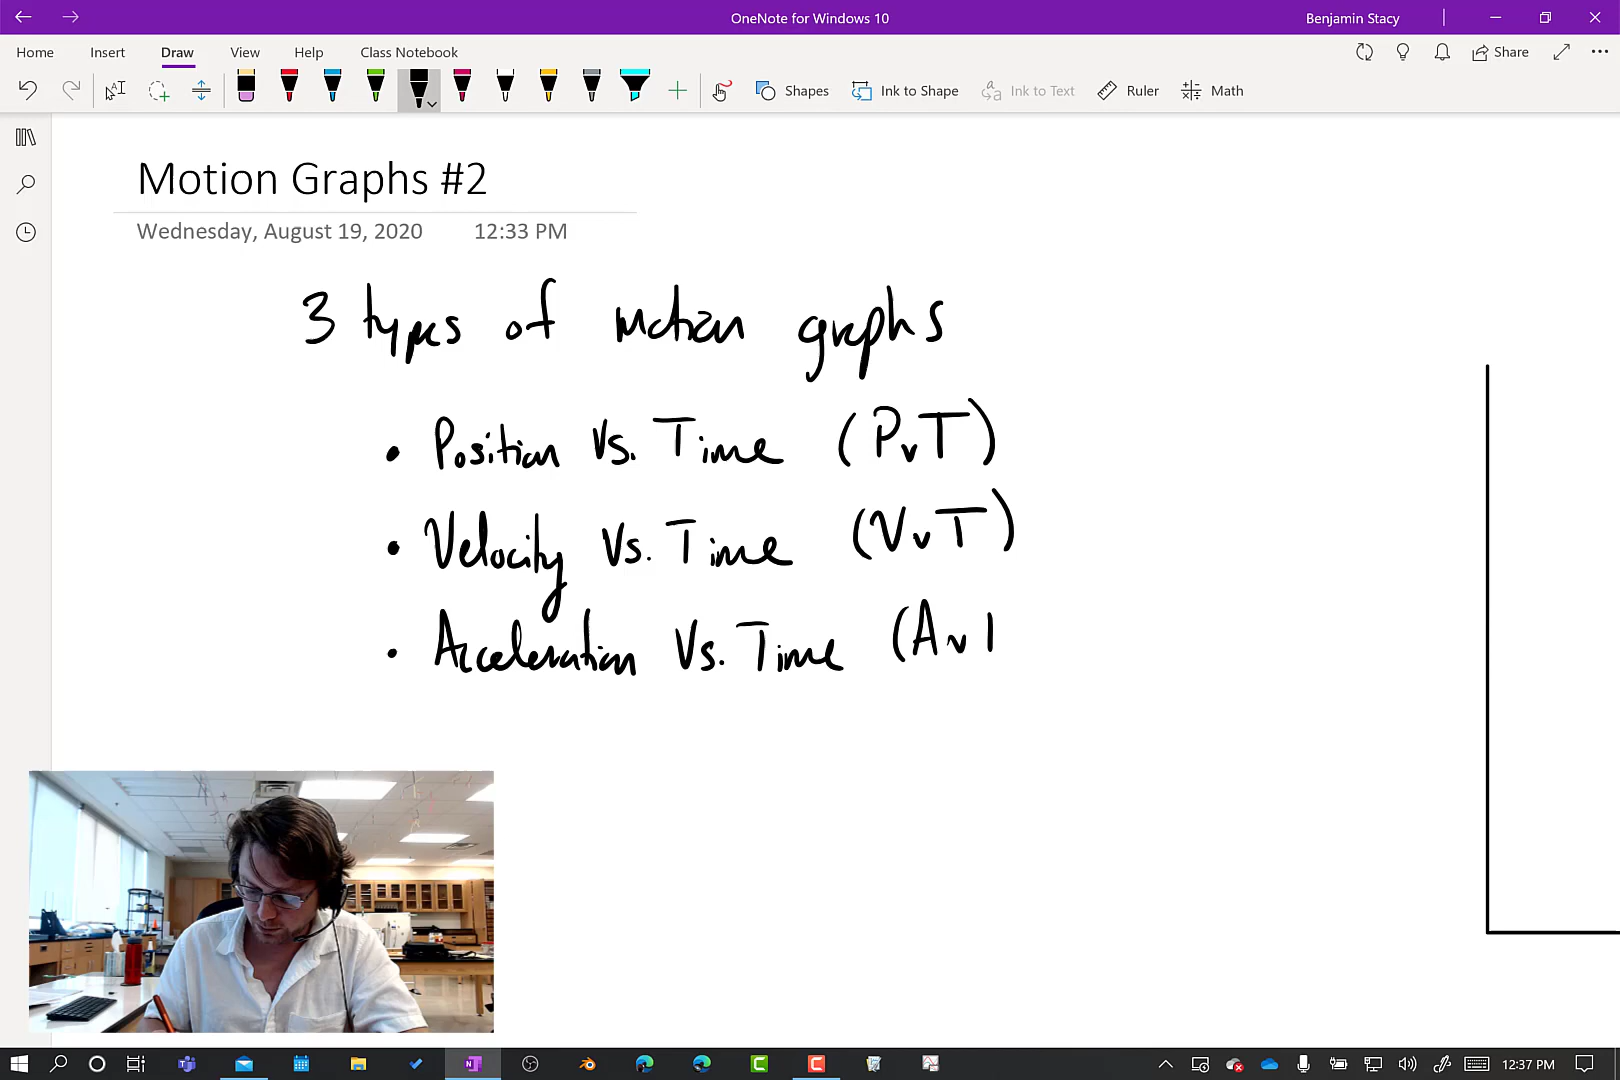 OneNote for Windows 10
Benjamin Stacy
Home Insert Draw View Help Class Notebook
Share
Shapes Ink to Shape Ink to Text Ruler Math
Motion Graphs #2
Wednesday, August 19, 2020 12:33 PM
3 types of motion graphs
• Position Vs. Time (PvT)
• Velocity Vs. Time (VvT)
• Acceleration Vs. Time (Av
12:37 PM